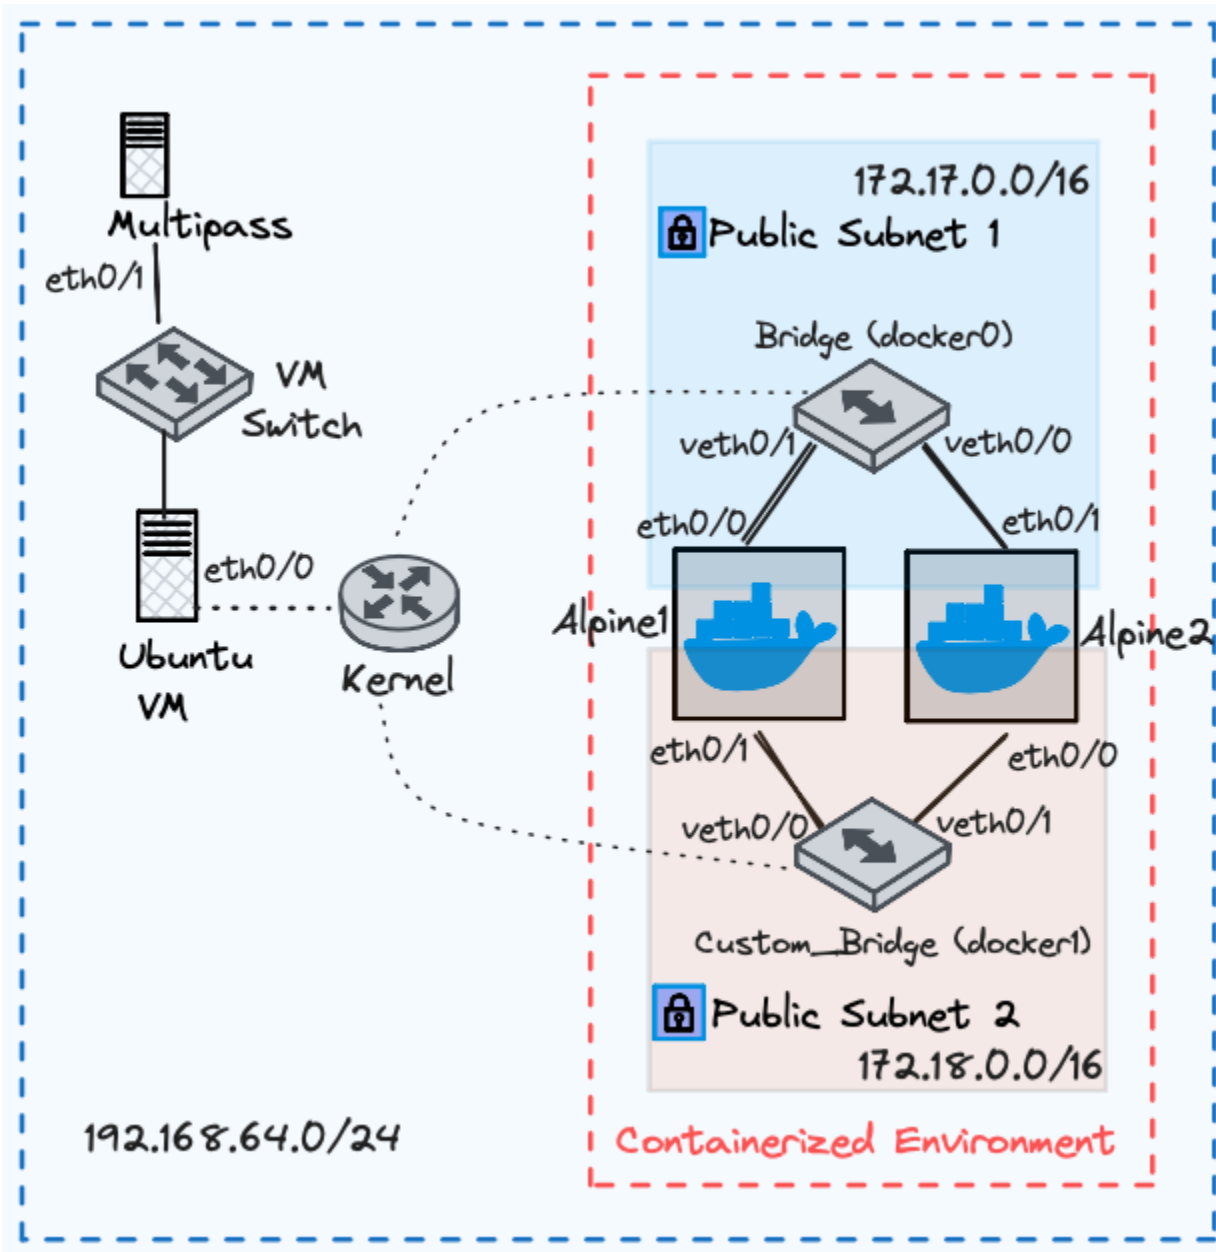 Multipass
eth0/1
VM
Switch
eth0/0
Ubuntu
VM
Kernel
192.168.64.0/24
172.17.0.0/16
Public Subnet 1
Bridge (docker0)
veth0/1
veth0/0
eth0/0
eth0/1
Alpine1
Alpine2
eth0/1
eth0/0
veth0/0
veth0/1
Custom_Bridge (docker1)
Public Subnet 2
172.18.0.0/16
Containerized Environment